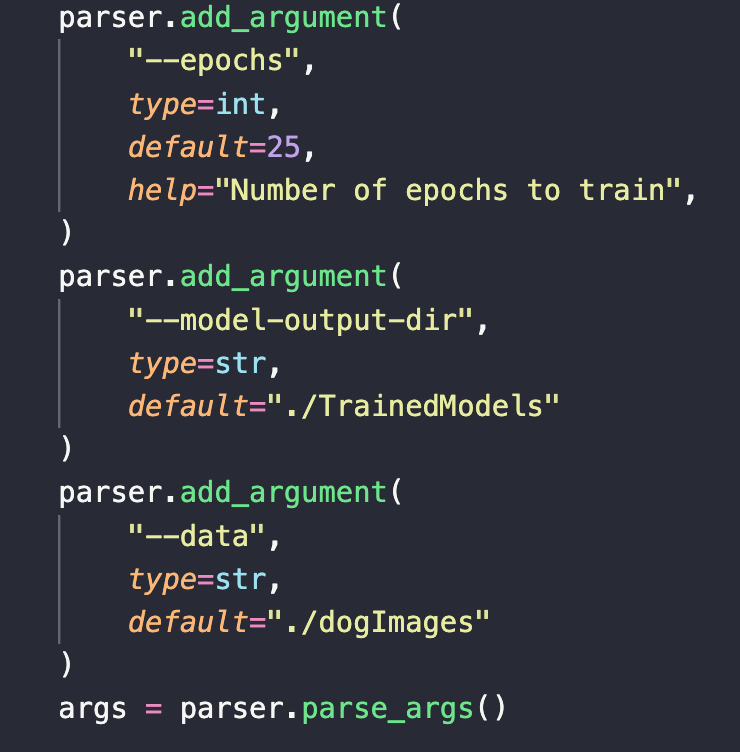 parser.add_argument(
    "--epochs",
    type=int,
    default=25,
    help="Number of epochs to train",
)
parser.add_argument(
    "--model-output-dir",
    type=str,
    default="./TrainedModels"
)
parser.add_argument(
    "--data",
    type=str,
    default="./dogImages"
)
args = parser.parse_args()